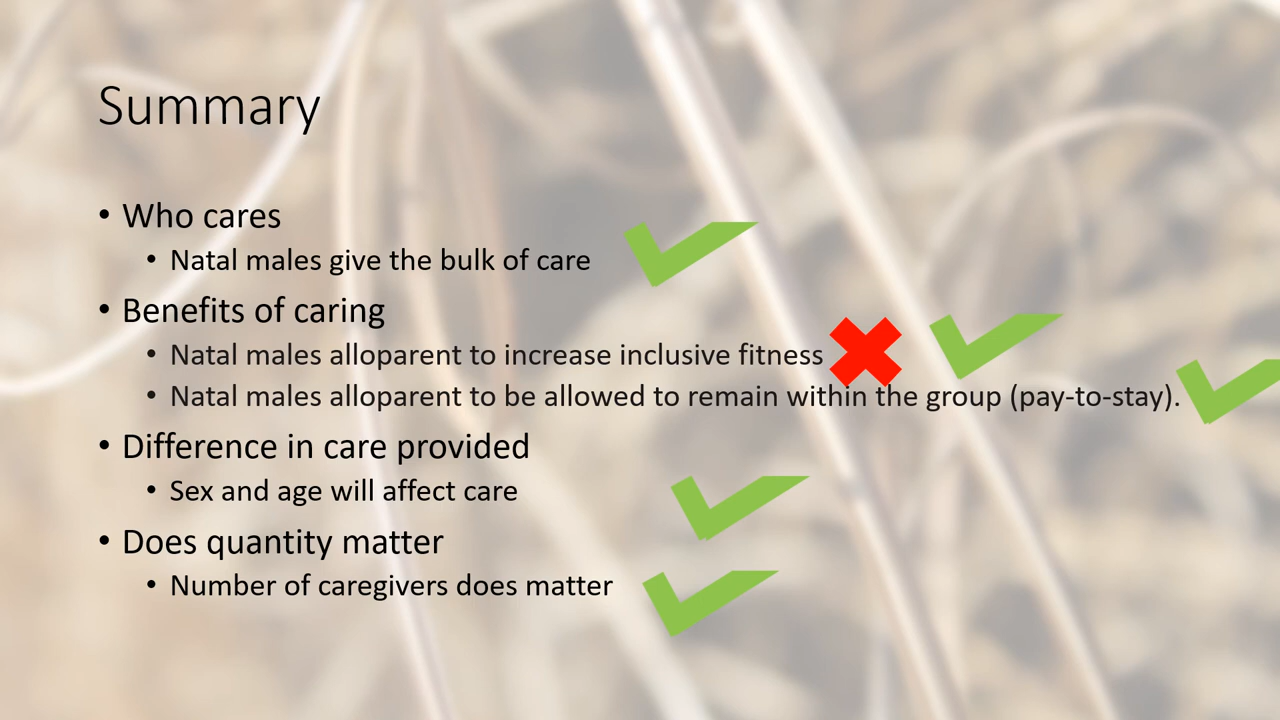 Summary
• Who cares
• Natal males give the bulk of care
• Benefits of caring
• Natal males alloparent to increase inclusive fitness
• Natal males alloparent to be allowed to remain within the group (pay-to-stay).
• Difference in care provided
• Sex and age will affect care
• Does quantity matter
• Number of caregivers does matter